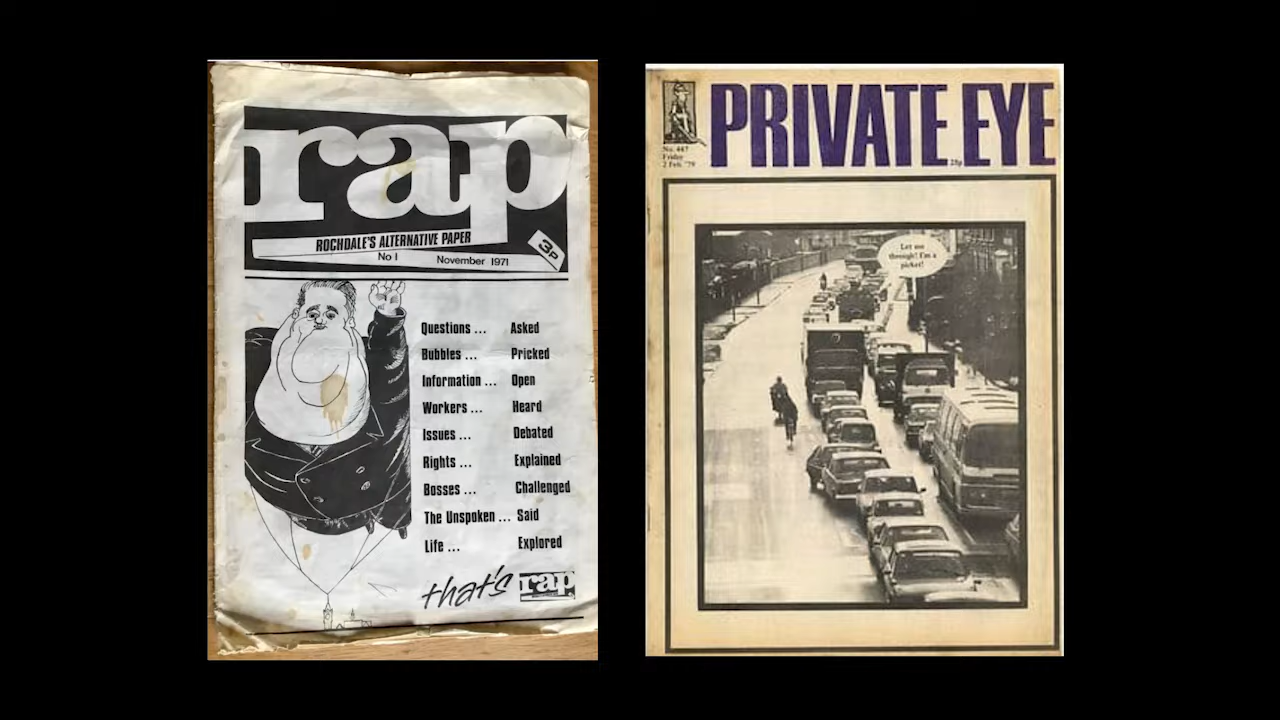 rap
ROCHDALE'S ALTERNATIVE PAPER
3p
No 1 November 1971
Questions ... Asked
Bubbles ... Pricked
Information ... Open
Workers ... Heard
Issues ... Debated
Rights ... Explained
Bosses ... Challenged
The Unspoken ... Said
Life ... Explored
that's rap
PRIVATE EYE
No. 447
Friday
2 Feb. '79
25p
Let me
through! I'm a
picket!